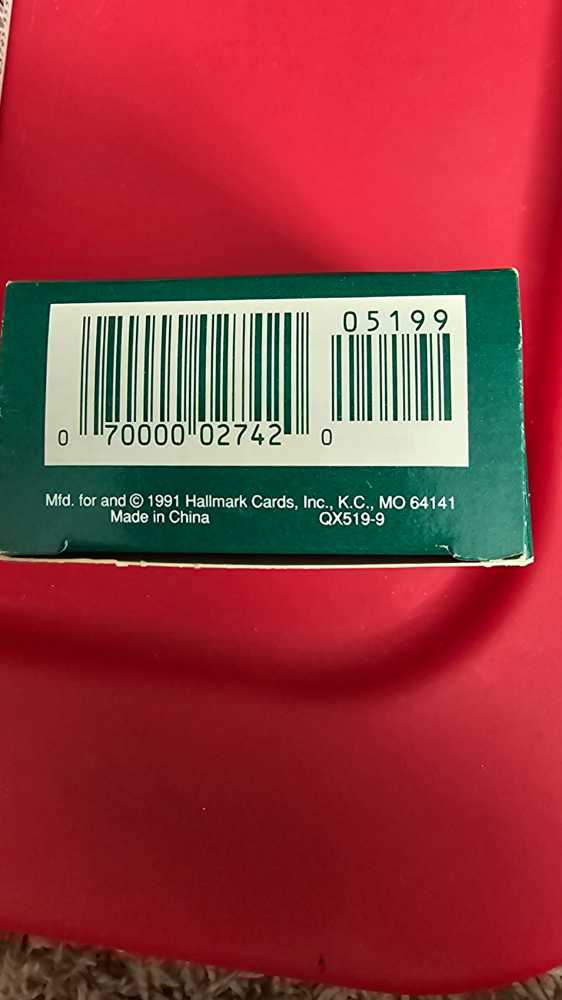 05199
0 70000 02742 0
Mfd. for and © 1991 Hallmark Cards, Inc., K.C., MO 64141
Made in China QX519-9